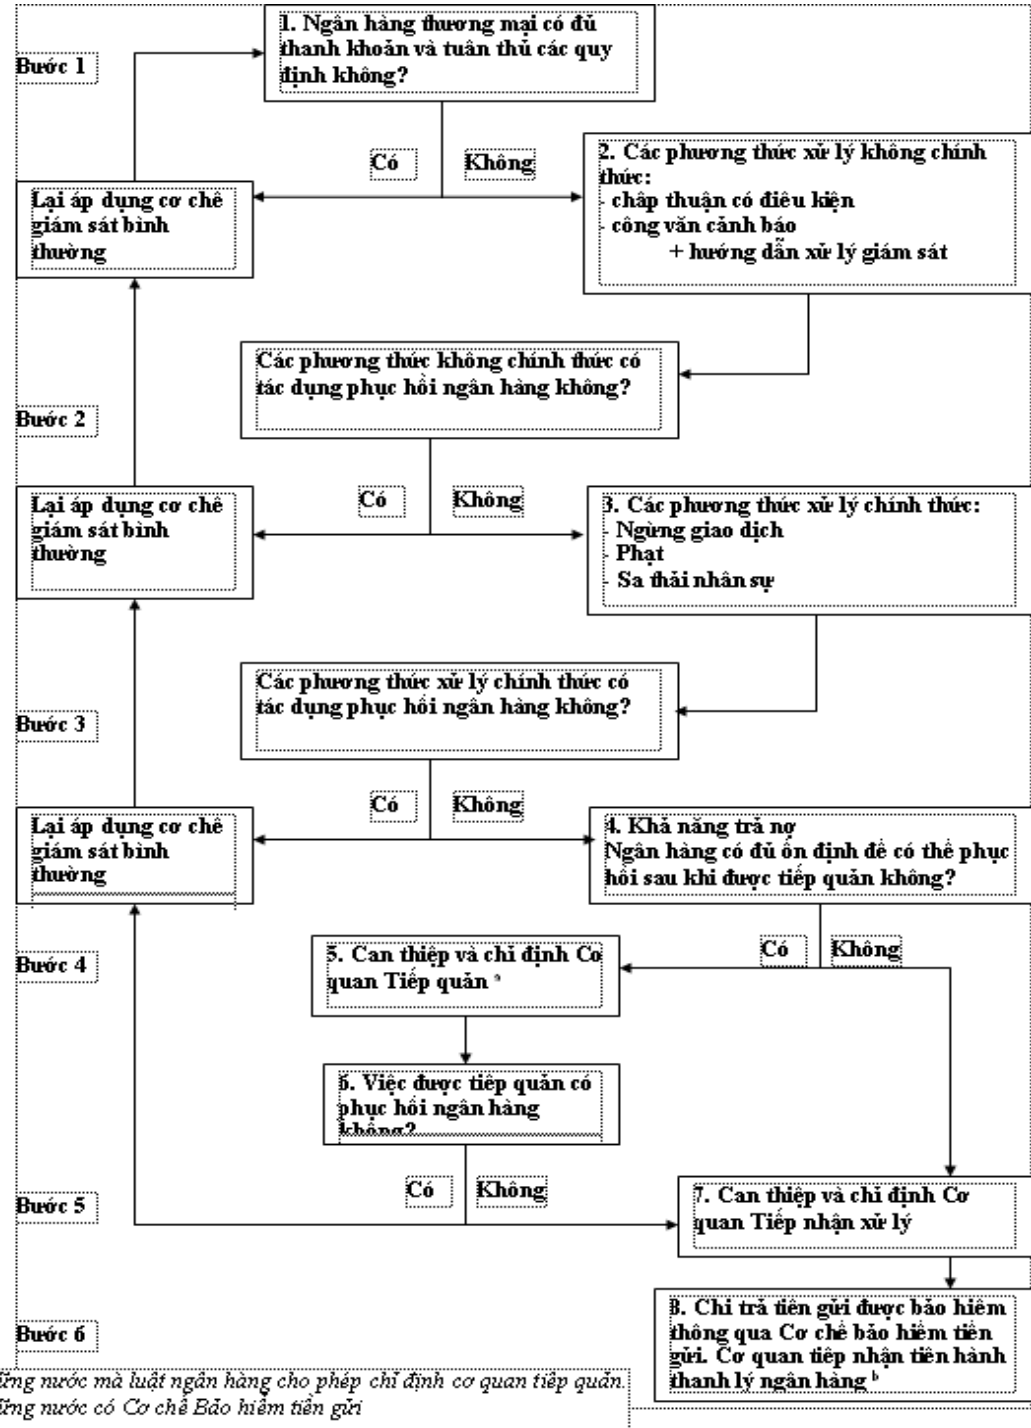 1. Ngân hàng thương mại có đủ
thanh khoản và tuân thủ các quy
định không?
Bước 1
Có
Không
2. Các phương thức xử lý không chính
thức:
- chấp thuận có điều kiện
- công văn cảnh báo
+ hướng dẫn xử lý giám sát
Lại áp dụng cơ chế
giám sát bình
thường
Các phương thức không chính thức có
tác dụng phục hồi ngân hàng không?
Bước 2
Có
Không
Lại áp dụng cơ chế
giám sát bình
thường
3. Các phương thức xử lý chính thức:
- Ngừng giao dịch
- Phạt
- Sa thải nhân sự
Các phương thức xử lý chính thức có
tác dụng phục hồi ngân hàng không?
Bước 3
Có
Không
Lại áp dụng cơ chế
giám sát bình
thường
4. Khả năng trả nợ
Ngân hàng có đủ ổn định để có thể phục
hồi sau khi được tiếp quản không?
Có
Không
Bước 4
5. Can thiệp và chỉ định Cơ
quan Tiếp quản ª
6. Việc được tiếp quản có
phục hồi ngân hàng
không?
Có
Không
Bước 5
7. Can thiệp và chỉ định Cơ
quan Tiếp nhận xử lý
8. Chi trả tiền gửi được bảo hiểm
thông qua Cơ chế bảo hiểm tiền
gửi. Cơ quan tiếp nhận tiến hành
thanh lý ngân hàng ᵇ
Bước 6
nước mà luật ngân hàng cho phép chỉ định cơ quan tiếp quản.
nước có Cơ chế Bảo hiểm tiền gửi